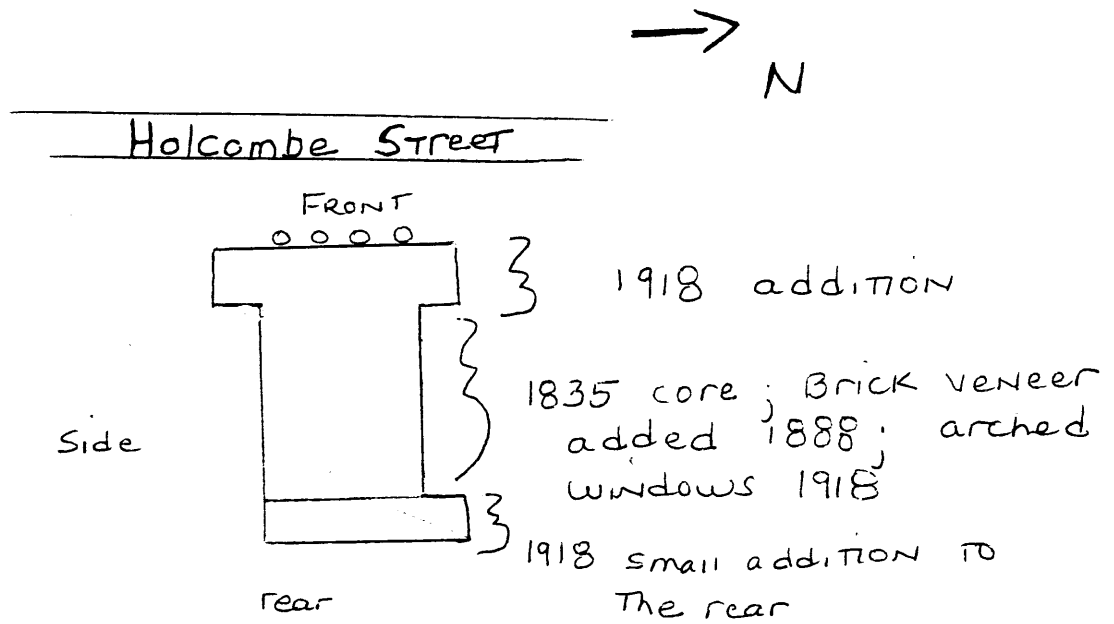 N
Holcombe Street
FRONT
1918 addition
1835 core ; Brick veneer
added 1888 ; arched
windows 1918
Side
1918 small addition to
The rear
rear